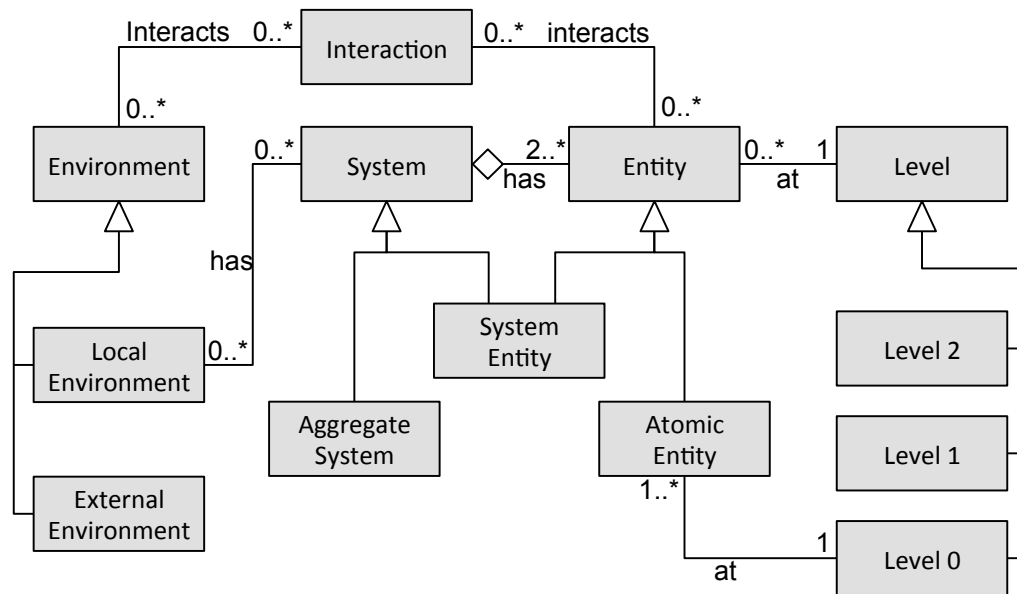 Interacts
0..*
Interaction
0..*
interacts
0..*
0..*
Environment
0..*
System
2..*
has
Entity
0..*
at
1
Level
has
Local
Environment
0..*
System
Entity
Level 2
Aggregate
System
Atomic
Entity
Level 1
1..*
External
Environment
at
1
Level 0